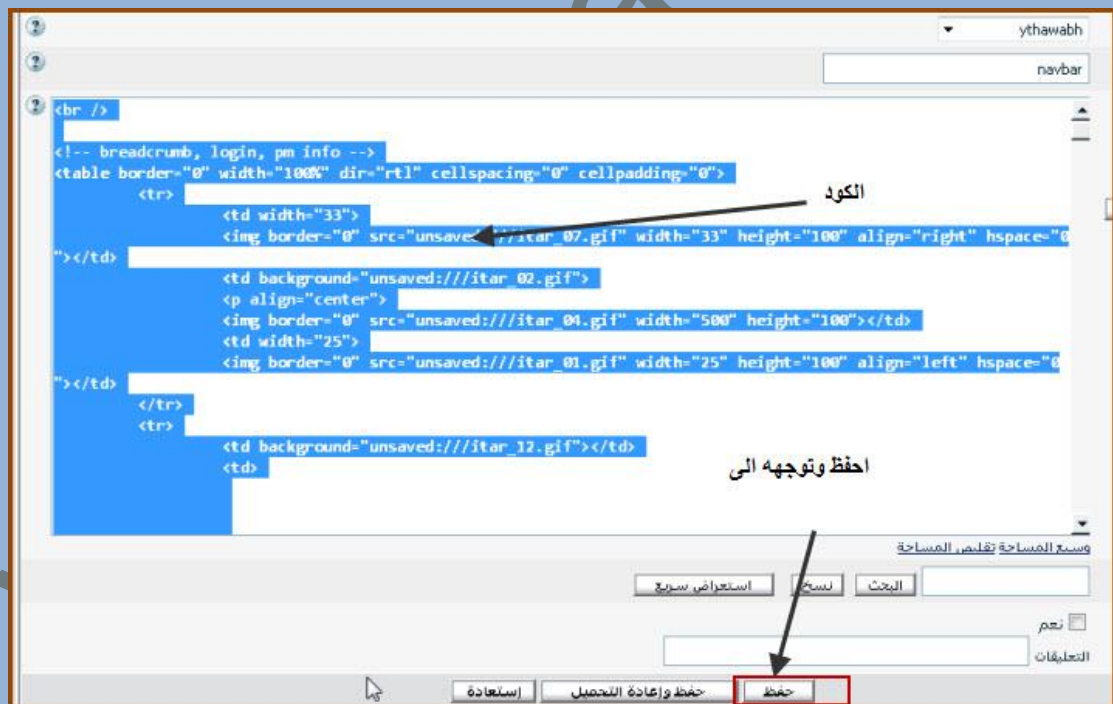 ythawabh
navbar
<br />
<!-- breadcrumb, login, pm info -->
<table border="0" width="100%" dir="rtl" cellspacing="0" cellpadding="0">
<tr>
<td width="33">
الكود
<img border="0" src="unsaved:///itar_07.gif" width="33" height="100" align="right" hspace="0
"></td>
<td background="unsaved:///itar_02.gif">
<p align="center">
<img border="0" src="unsaved:///itar_04.gif" width="500" height="100"></td>
<td width="25">
<img border="0" src="unsaved:///itar_01.gif" width="25" height="100" align="left" hspace="0
"></td>
</tr>
<tr>
<td background="unsaved:///itar_12.gif"></td>
<td>
احفظ وتوجهه الى
وسيع المساحة تقليص المساحة
البحث نسخ استعراض سريع
نعم
التعليقات
حفظ حفظ وإعادة التحميل إستعادة